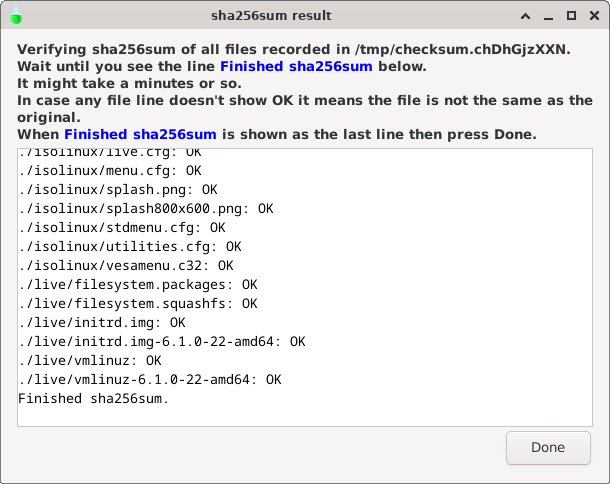 sha256sum result
Verifying sha256sum of all files recorded in /tmp/checksum.chDhGjzXXN.
Wait until you see the line Finished sha256sum below.
It might take a minutes or so.
In case any file line doesn't show OK it means the file is not the same as the
original.
When Finished sha256sum is shown as the last line then press Done.
./isolinux/live.cfg: OK
./isolinux/menu.cfg: OK
./isolinux/splash.png: OK
./isolinux/splash800x600.png: OK
./isolinux/stdmenu.cfg: OK
./isolinux/utilities.cfg: OK
./isolinux/vesamenu.c32: OK
./live/filesystem.packages: OK
./live/filesystem.squashfs: OK
./live/initrd.img: OK
./live/initrd.img-6.1.0-22-amd64: OK
./live/vmlinuz: OK
./live/vmlinuz-6.1.0-22-amd64: OK
Finished sha256sum.
Done